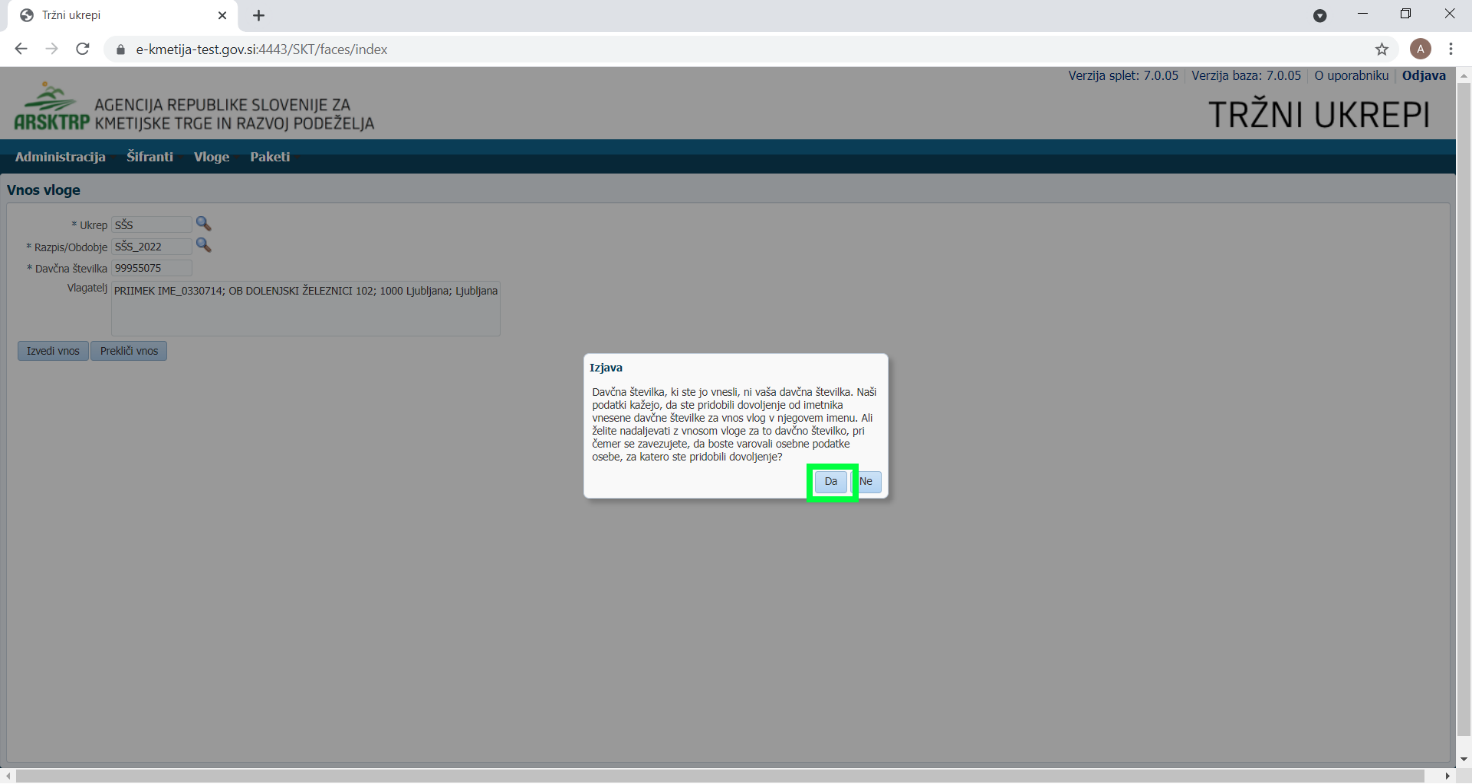 Tržni ukrepi
e-kmetija-test.gov.si:4443/SKT/faces/index
A
Verzija splet: 7.0.05 Verzija baza: 7.0.05 O uporabniku Odjava
ARSKTRP
AGENCIJA REPUBLIKE SLOVENIJE ZA
KMETIJSKE TRGE IN RAZVOJ PODEŽELJA
TRŽNI UKREPI
Administracija Šifranti Vloge Paketi
Vnos vloge
* Ukrep SŠS
* Razpis/Obdobje SŠS_2022
* Davčna številka 99955075
Vlagatelj PRIIMEK IME_0330714; OB DOLENJSKI ŽELEZNICI 102; 1000 Ljubljana; Ljubljana
Izvedi vnos Prekliči vnos
Izjava
Davčna številka, ki ste jo vnesli, ni vaša davčna številka. Naši
podatki kažejo, da ste pridobili dovoljenje od imetnika
vnesene davčne številke za vnos vlog v njegovem imenu. Ali
želite nadaljevati z vnosom vloge za to davčno številko, pri
čemer se zavezujete, da boste varovali osebne podatke
osebe, za katero ste pridobili dovoljenje?
Da Ne